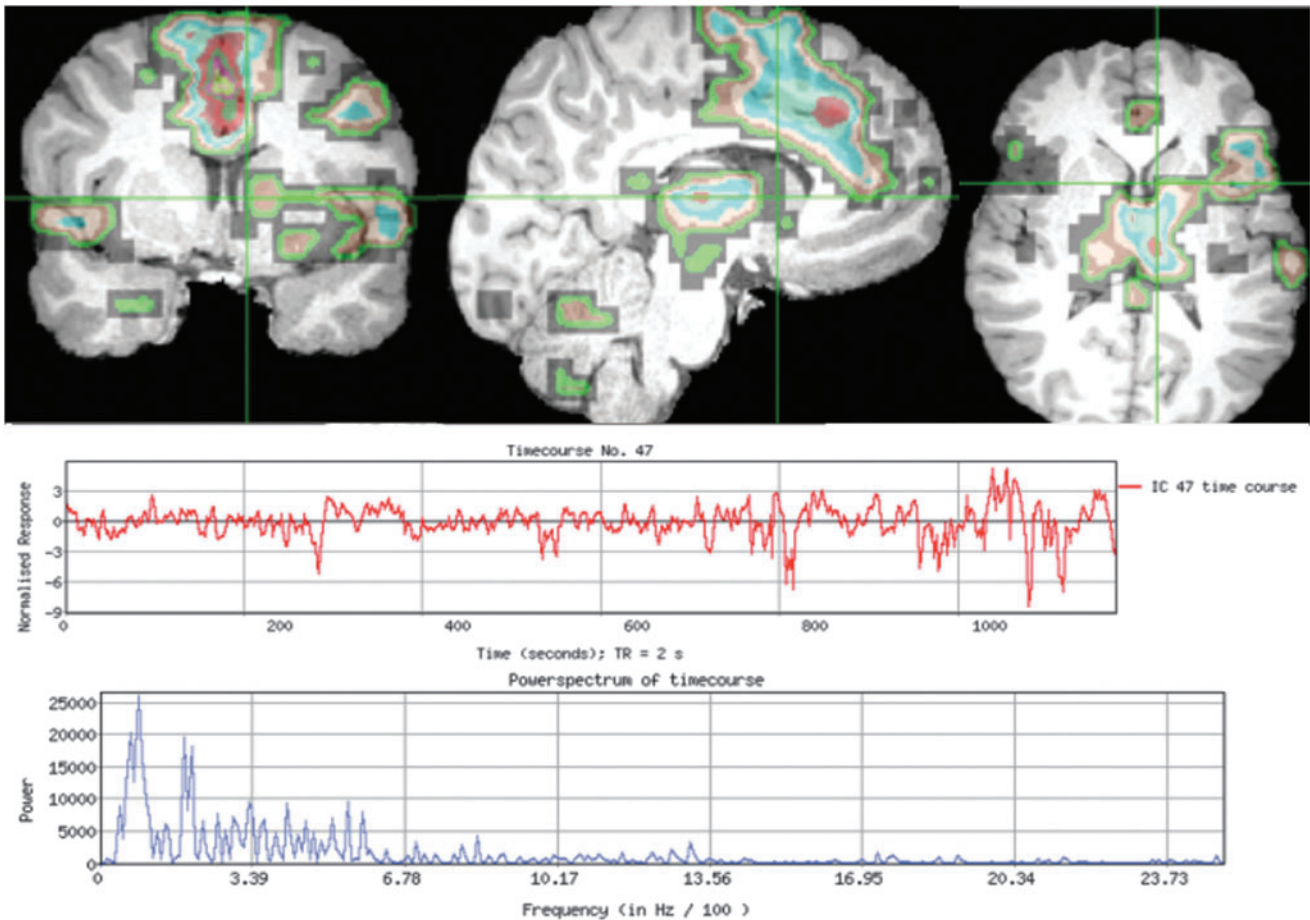 Timecourse No. 47
Normalised Response
3
0
-3
-6
-9
IC 47 time course
0 200 400 600 800 1000
Time (seconds); TR = 2 s
Powerspectrum of timecourse
Power
25000
20000
15000
10000
5000
0
0 3.39 6.78 10.17 13.56 16.95 20.34 23.73
Frequency (in Hz / 100 )